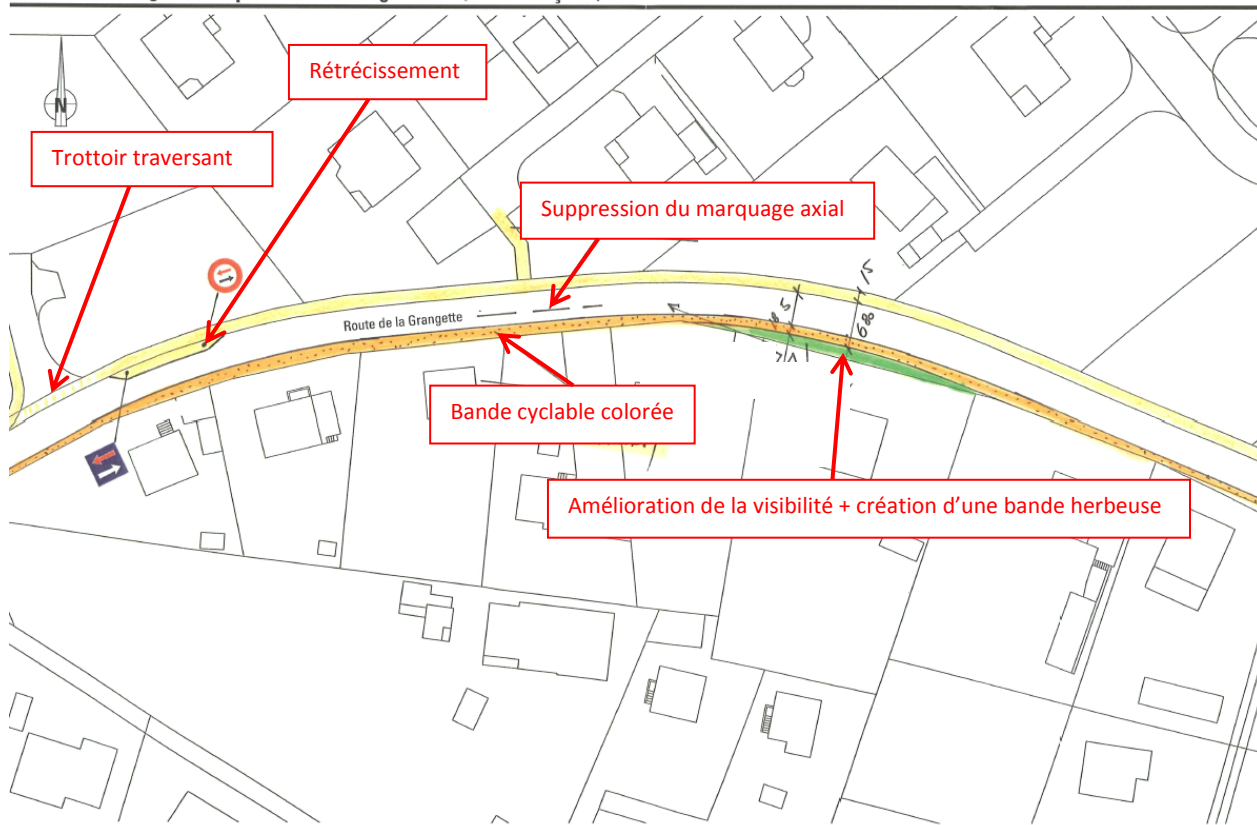 Rétrécissement
N
Trottoir traversant
Suppression du marquage axial
Route de la Grangette
Bande cyclable colorée
Amélioration de la visibilité + création d'une bande herbeuse